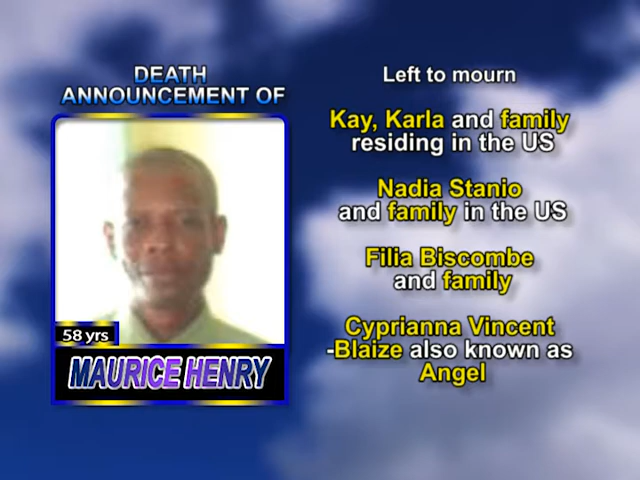 DEATH
ANNOUNCEMENT OF
58 yrs
MAURICE HENRY
Left to mourn
Kay, Karla and family
residing in the US
Nadia Stanio
and family in the US
Filia Biscombe
and family
Cyprianna Vincent
-Blaize also known as
Angel